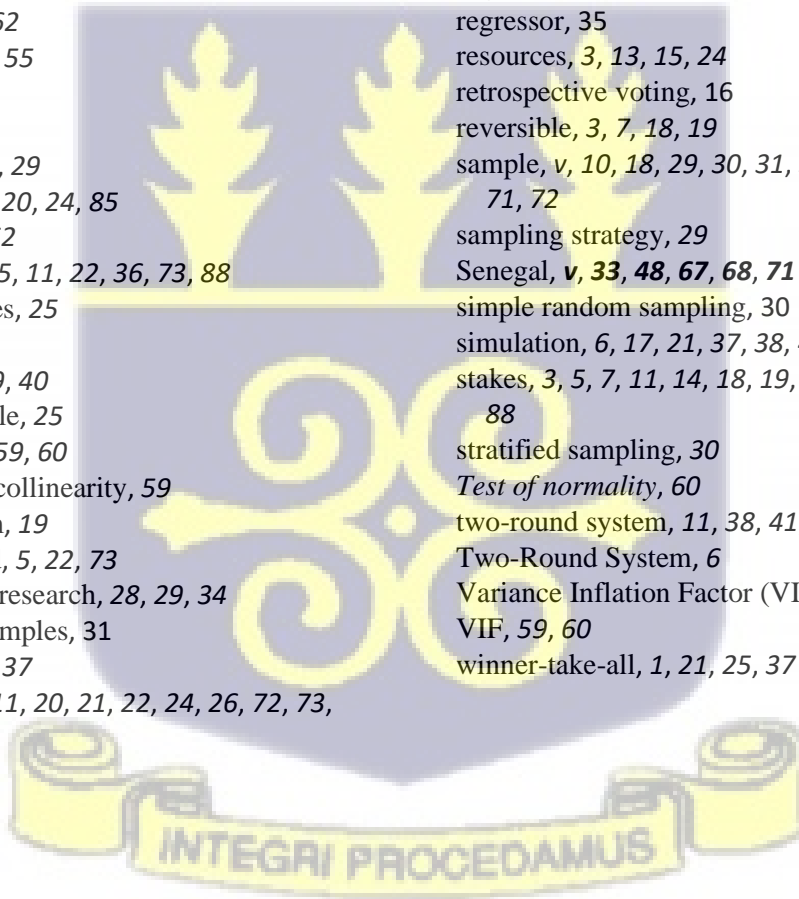 62
, 55
, 29
20, 24, 85
5, 11, 22, 36, 73, 88
es, 25
9, 40
le, 25
59, 60
collinearity, 59
n, 19
, 5, 22, 73
research, 28, 29, 34
mples, 31
37
11, 20, 21, 22, 24, 26, 72, 73,
regressor, 35
resources, 3, 13, 15, 24
retrospective voting, 16
reversible, 3, 7, 18, 19
sample, v, 10, 18, 29, 30, 31,
71, 72
sampling strategy, 29
Senegal, v, 33, 48, 67, 68, 71
simple random sampling, 30
simulation, 6, 17, 21, 37, 38,
stakes, 3, 5, 7, 11, 14, 18, 19,
88
stratified sampling, 30
Test of normality, 60
two-round system, 11, 38, 41
Two-Round System, 6
Variance Inflation Factor (VI
VIF, 59, 60
winner-take-all, 1, 21, 25, 37
INTEGRI PROCEDAMUS